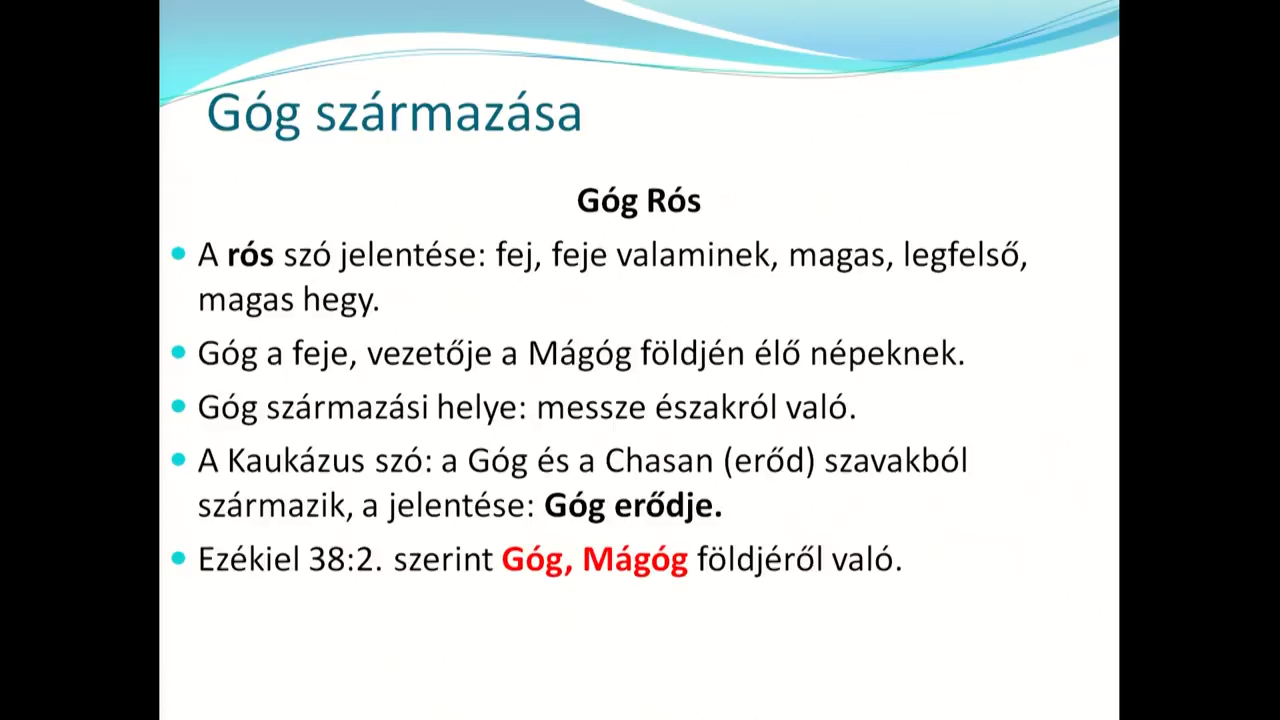 Góg származása
Góg Rós
• A rós szó jelentése: fej, feje valaminek, magas, legfelső,
magas hegy.
• Góg a feje, vezetője a Mágóg földjén élő népeknek.
• Góg származási helye: messze északról való.
• A Kaukázus szó: a Góg és a Chasan (erőd) szavakból
származik, a jelentése: Góg erődje.
• Ezékiel 38:2. szerint Góg, Mágóg földjéről való.